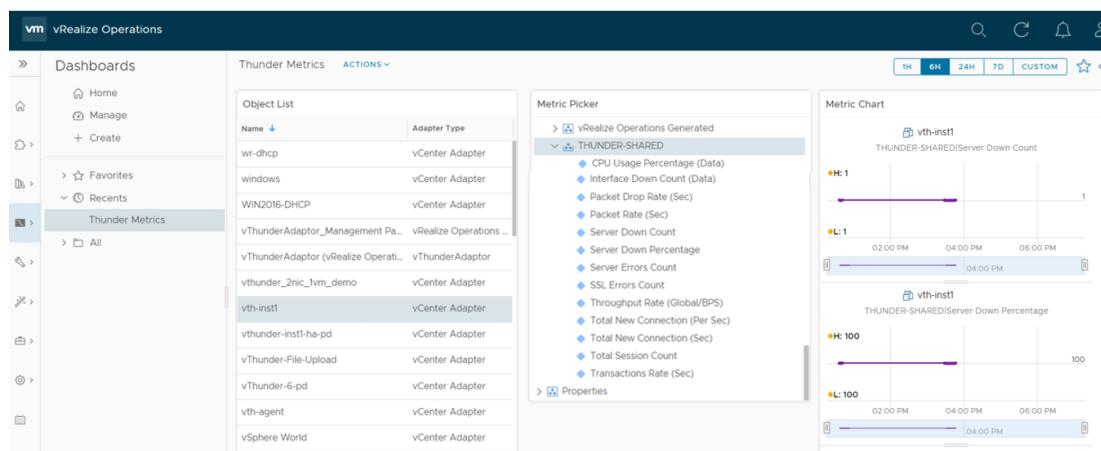 vm vRealize Operations
Dashboards
Home
Manage
Create
Favorites
Recents
Thunder Metrics
All
Thunder Metrics ACTIONS
1H 6H 24H 7D CUSTOM
Object List
Name Adapter Type
wr-dhcp vCenter Adapter
windows vCenter Adapter
WIN2016-DHCP vCenter Adapter
vThunderAdaptor_Management Pa... vRealize Operations ...
vThunderAdaptor (vRealize Operati... vThunderAdaptor
vthunder_2nic_1vm_demo vCenter Adapter
vth-inst1 vCenter Adapter
vthunder-inst1-ha-pd vCenter Adapter
vThunder-File-Upload vCenter Adapter
vThunder-6-pd vCenter Adapter
vth-agent vCenter Adapter
vSphere World vCenter Adapter
Metric Picker
vRealize Operations Generated
THUNDER-SHARED
CPU Usage Percentage (Data)
Interface Down Count (Data)
Packet Drop Rate (Sec)
Packet Rate (Sec)
Server Down Count
Server Down Percentage
Server Errors Count
SSL Errors Count
Throughput Rate (Global/BPS)
Total New Connection (Per Sec)
Total New Connection (Sec)
Total Session Count
Transactions Rate (Sec)
Properties
Metric Chart
vth-inst1
THUNDER-SHARED|Server Down Count
H: 1
1
L: 1
02:00 PM 04:00 PM 06:00 PM
04:00 PM
vth-inst1
THUNDER-SHARED|Server Down Percentage
H: 100
100
L: 100
02:00 PM 04:00 PM 06:00 PM
04:00 PM